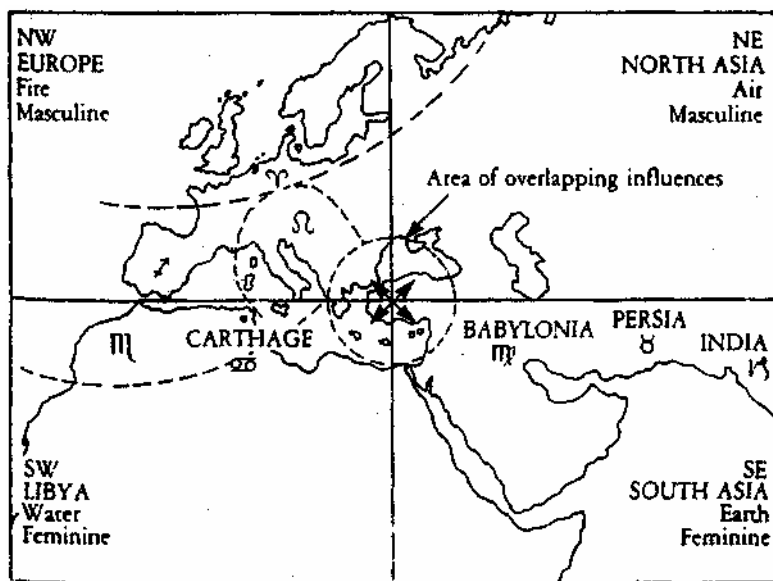 NW
EUROPE
Fire
Masculine
NE
NORTH ASIA
Air
Masculine
Area of overlapping influences
♈
♌
♐
CARTHAGE
♋
♏
BABYLONIA
♍
PERSIA
♉
INDIA
♑
SW
LIBYA
Water
Feminine
SE
SOUTH ASIA
Earth
Feminine